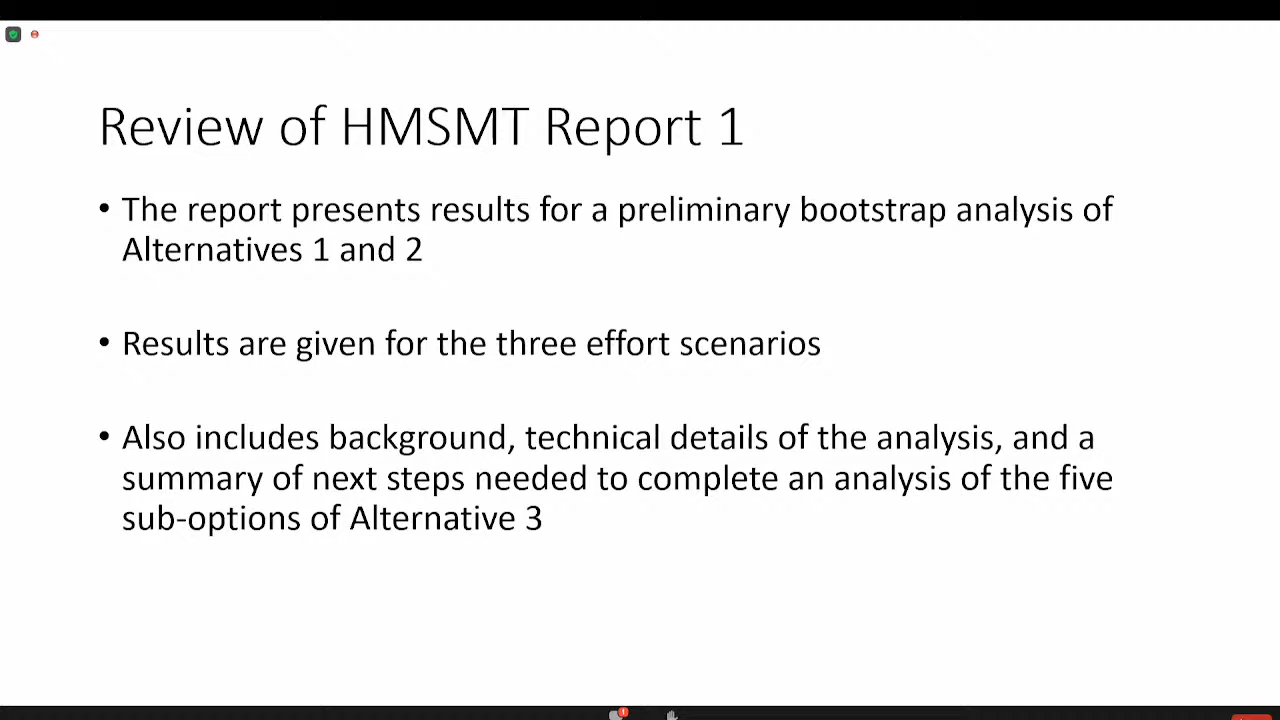 Review of HMSMT Report 1
• The report presents results for a preliminary bootstrap analysis of
Alternatives 1 and 2
• Results are given for the three effort scenarios
• Also includes background, technical details of the analysis, and a
summary of next steps needed to complete an analysis of the five
sub-options of Alternative 3